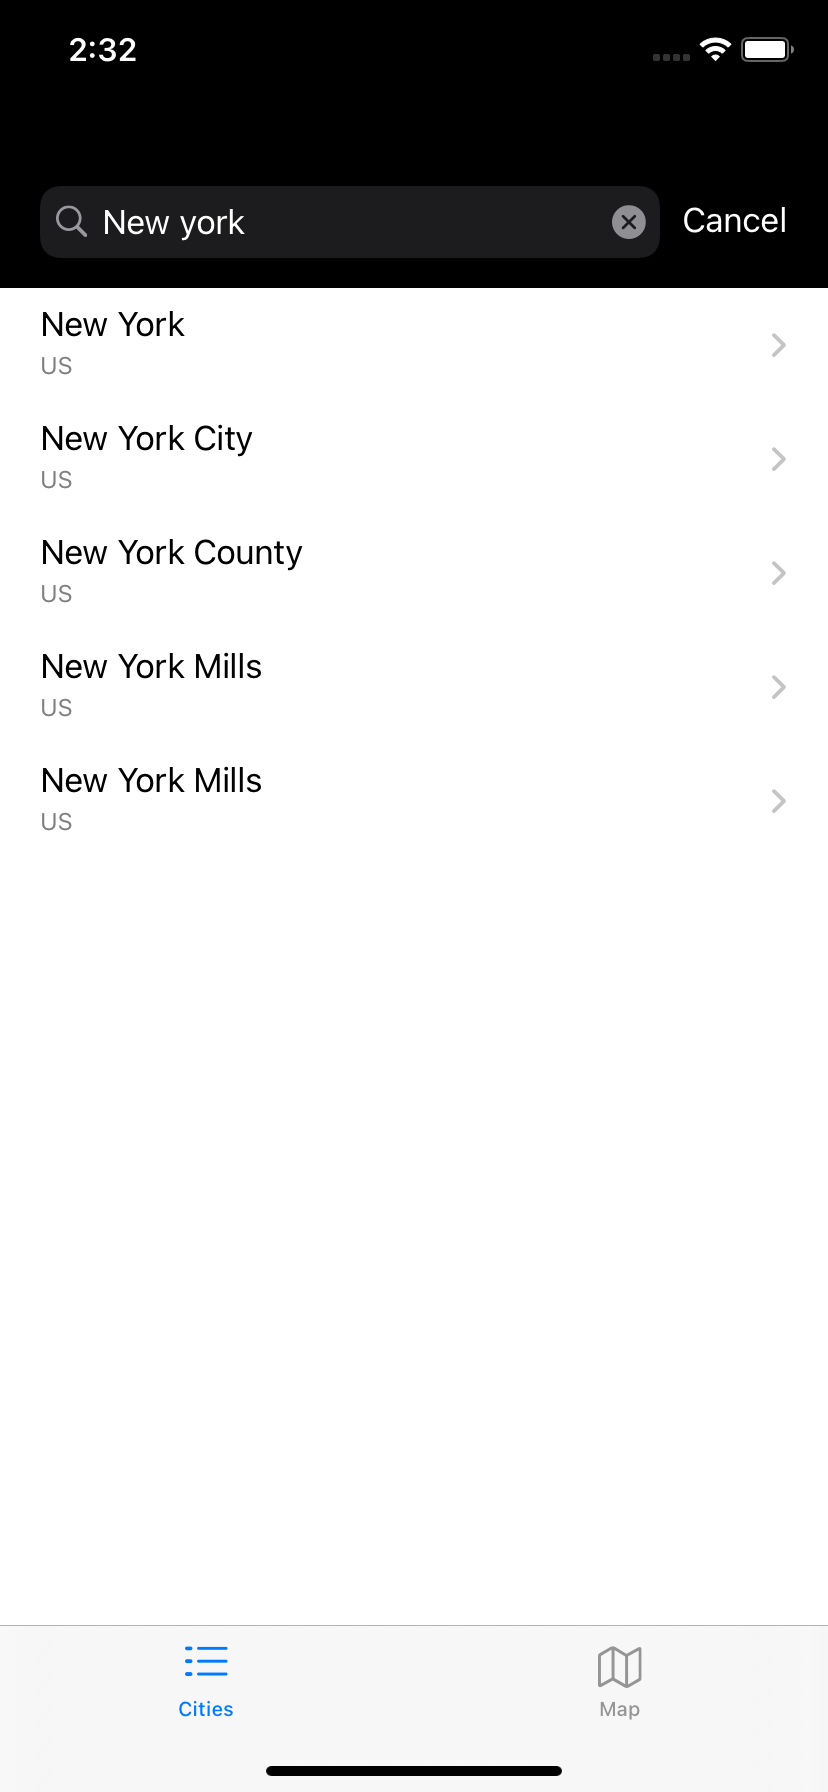 2:32
New york
Cancel
New York
US
New York City
US
New York County
US
New York Mills
US
New York Mills
US
Cities
Map